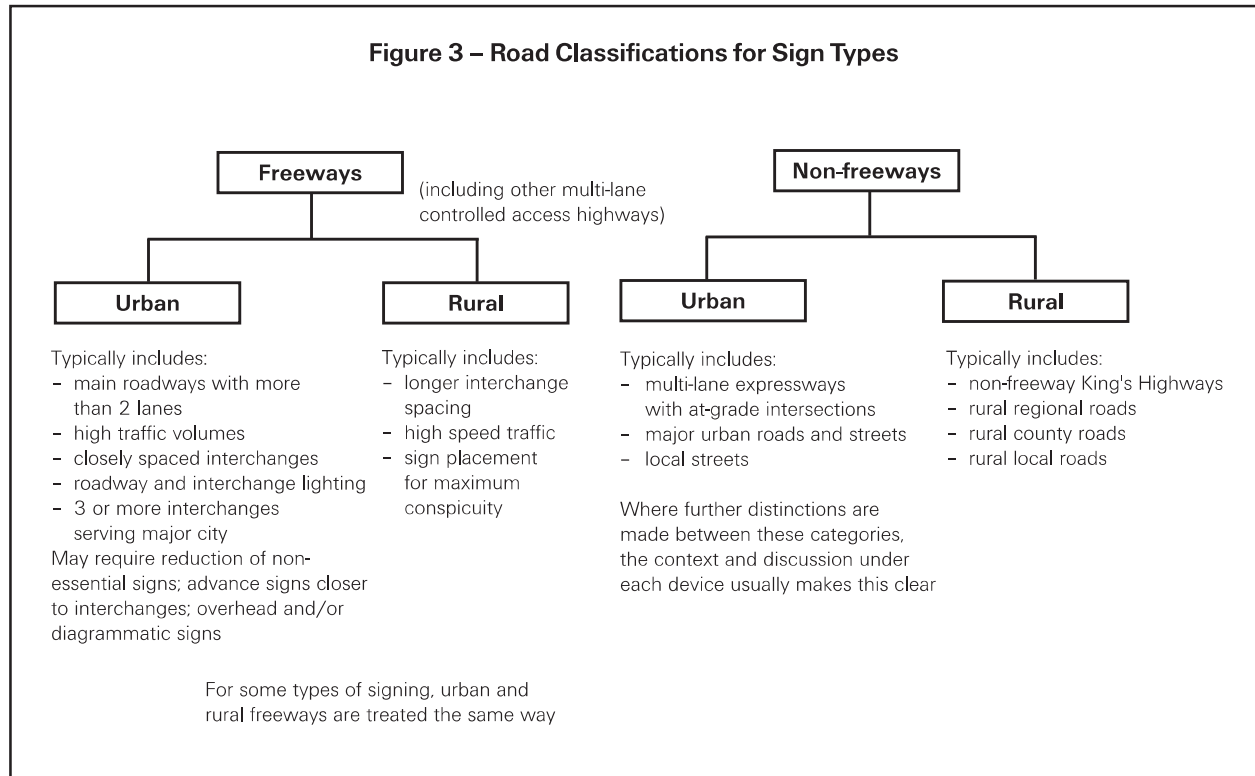 Figure 3 – Road Classifications for Sign Types
Freeways
(including other multi-lane
controlled access highways)
Non-freeways
Urban
Typically includes:
– main roadways with more
than 2 lanes
– high traffic volumes
– closely spaced interchanges
– roadway and interchange lighting
– 3 or more interchanges
serving major city
May require reduction of non-
essential signs; advance signs closer
to interchanges; overhead and/or
diagrammatic signs
Rural
Typically includes:
– longer interchange
spacing
– high speed traffic
– sign placement
for maximum
conspicuity
For some types of signing, urban and
rural freeways are treated the same way
Urban
Typically includes:
– multi-lane expressways
with at-grade intersections
– major urban roads and streets
– local streets
Where further distinctions are
made between these categories,
the context and discussion under
each device usually makes this clear
Rural
Typically includes:
– non-freeway King's Highways
– rural regional roads
– rural county roads
– rural local roads